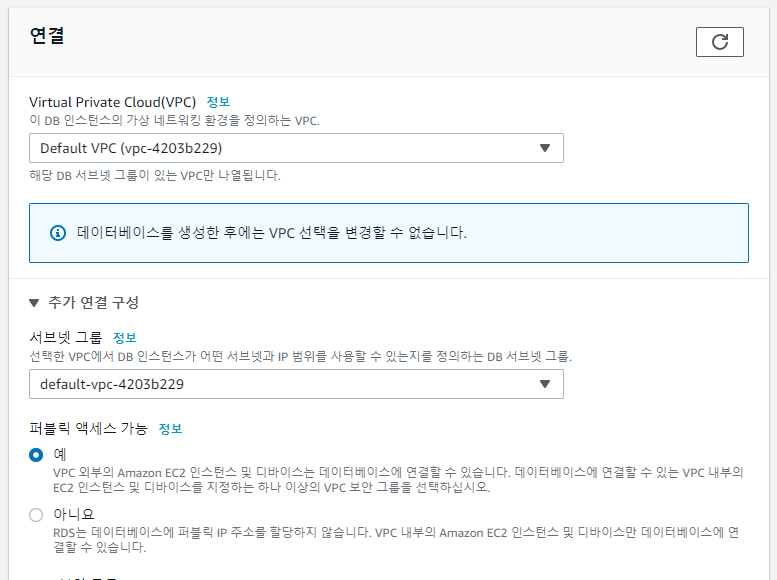 연결
Virtual Private Cloud(VPC) 정보
이 DB 인스턴스의 가상 네트워킹 환경을 정의하는 VPC.
Default VPC (vpc-4203b229)
해당 DB 서브넷 그룹이 있는 VPC만 나열됩니다.
데이터베이스를 생성한 후에는 VPC 선택을 변경할 수 없습니다.
추가 연결 구성
서브넷 그룹 정보
선택한 VPC에서 DB 인스턴스가 어떤 서브넷과 IP 범위를 사용할 수 있는지를 정의하는 DB 서브넷 그룹.
default-vpc-4203b229
퍼블릭 액세스 가능 정보
예
VPC 외부의 Amazon EC2 인스턴스 및 디바이스는 데이터베이스에 연결할 수 있습니다. 데이터베이스에 연결할 수 있는 VPC 내부의
EC2 인스턴스 및 디바이스를 지정하는 하나 이상의 VPC 보안 그룹을 선택하십시오.
아니요
RDS는 데이터베이스에 퍼블릭 IP 주소를 할당하지 않습니다. VPC 내부의 Amazon EC2 인스턴스 및 디바이스만 데이터베이스에 연
결할 수 있습니다.